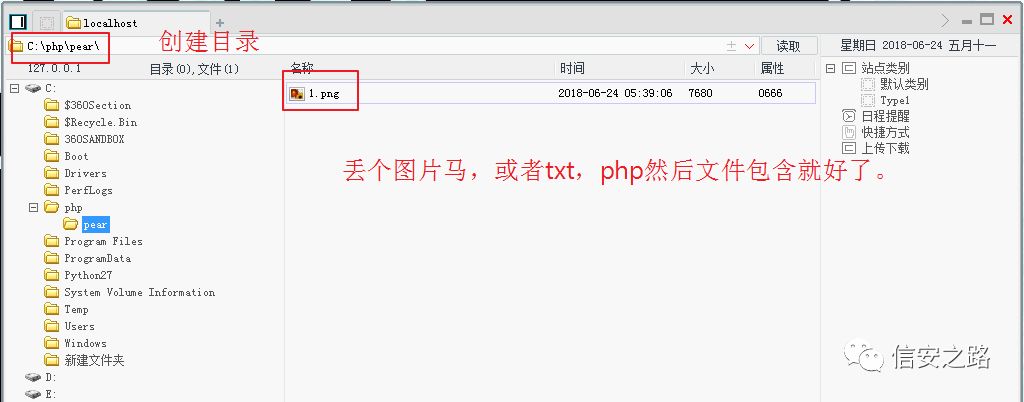 localhost
C:\php\pear\
创建目录
读取
星期日 2018-06-24 五月十一
127.0.0.1
目录(0),文件(1)
名称
时间
大小
属性
1.png
2018-06-24 05:39:06
7680
0666
丢个图片马，或者txt，php然后文件包含就好了。
C:
$360Section
$Recycle.Bin
360SANDBOX
Boot
Drivers
PerfLogs
php
pear
Program Files
ProgramData
Python27
System Volume Information
Temp
Users
Windows
新建文件夹
D:
E:
站点类别
默认类别
Type1
日程提醒
快捷方式
上传下载
信安之路